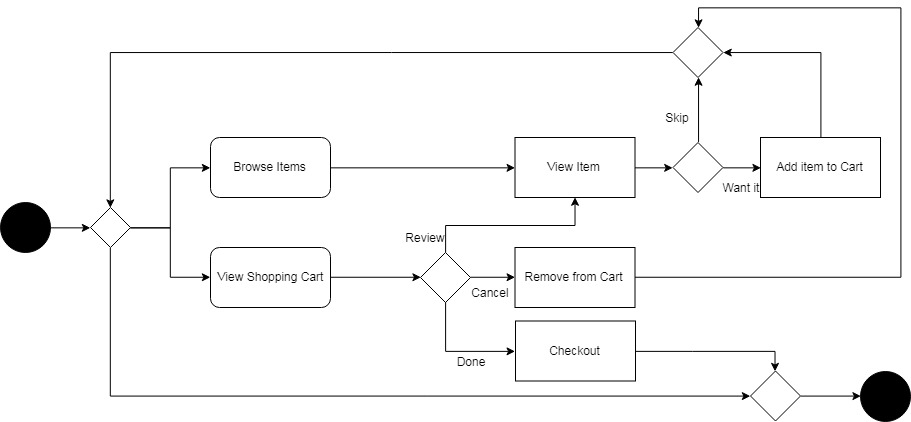 Skip
Browse Items
View Item
Add item to Cart
Want it
Review
View Shopping Cart
Remove from Cart
Cancel
Checkout
Done